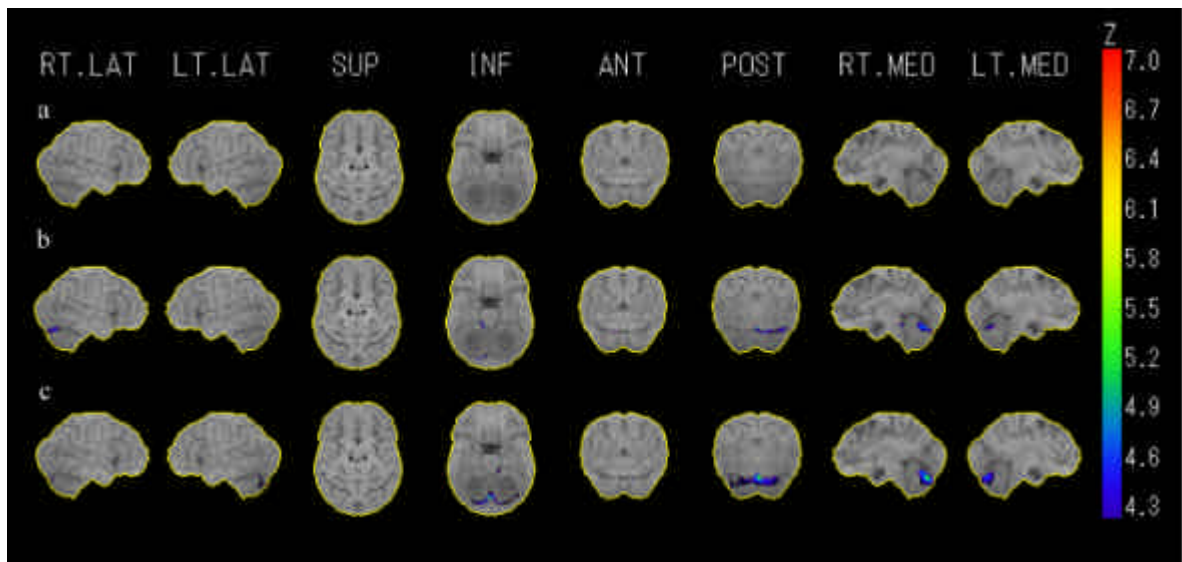 RT.LAT LT.LAT SUP INF ANT POST RT.MED LT.MED
Z
7.0
6.7
6.4
6.1
5.8
5.5
5.2
4.9
4.6
4.3
a
b
c